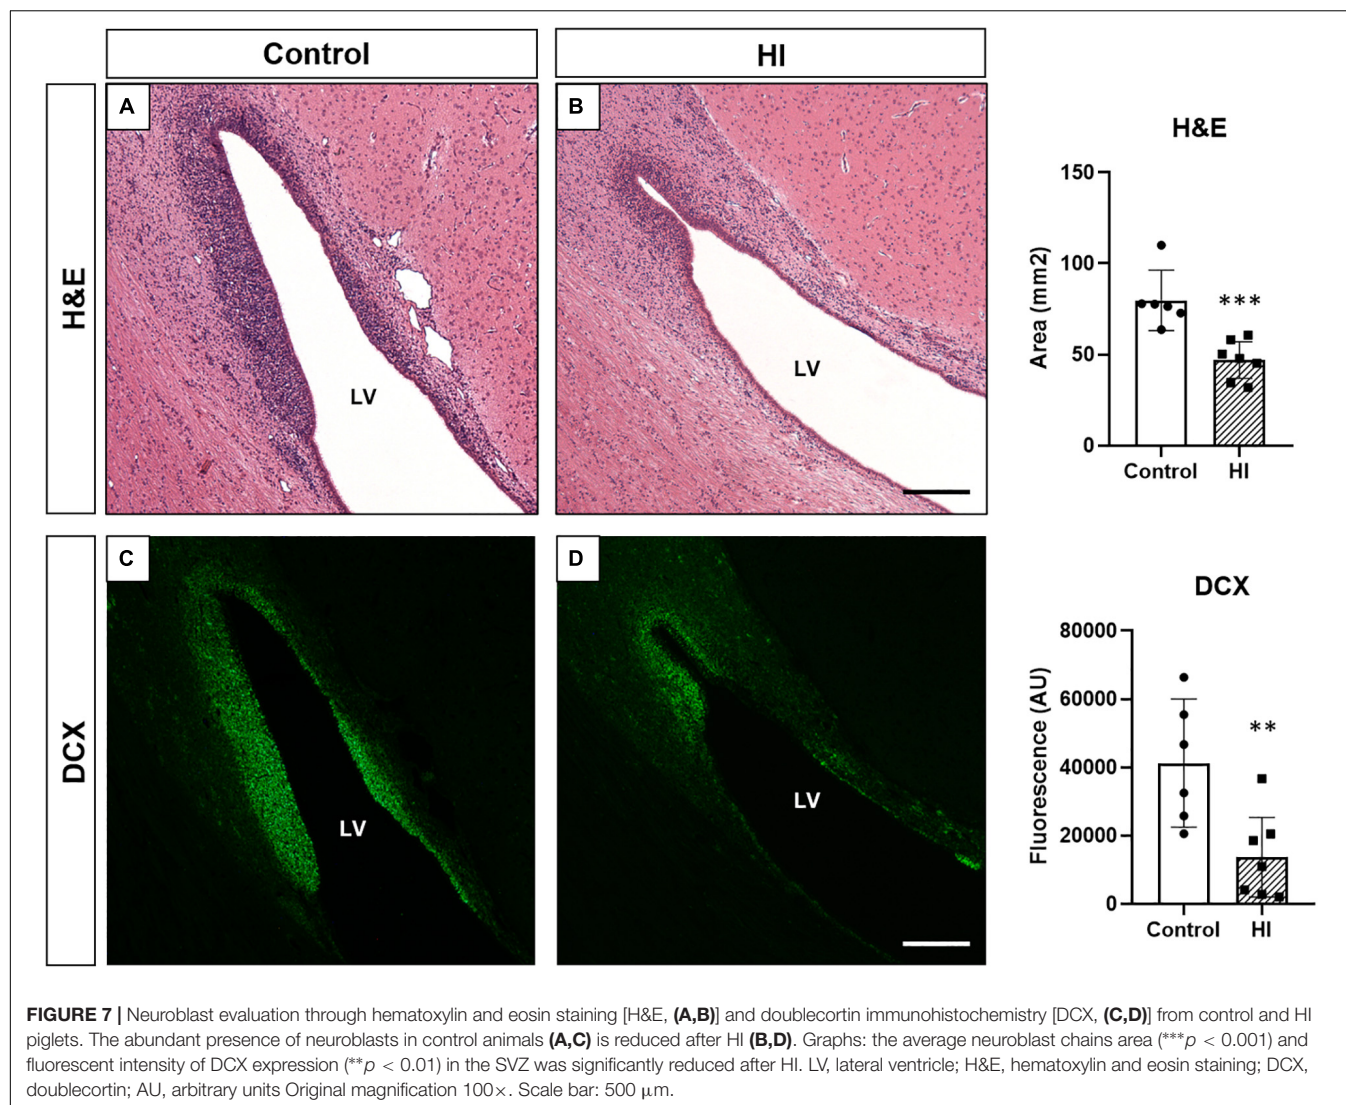 Control
HI
H&E
A
B
LV
LV
H&E
Area (mm2)
150
100
50
0
***
Control
HI
DCX
C
D
LV
LV
DCX
Fluorescence (AU)
80000
60000
40000
20000
0
**
Control
HI
FIGURE 7 | Neuroblast evaluation through hematoxylin and eosin staining [H&E, (A,B)] and doublecortin immunohistochemistry [DCX, (C,D)] from control and HI
piglets. The abundant presence of neuroblasts in control animals (A,C) is reduced after HI (B,D). Graphs: the average neuroblast chains area (***p < 0.001) and
fluorescent intensity of DCX expression (**p < 0.01) in the SVZ was significantly reduced after HI. LV, lateral ventricle; H&E, hematoxylin and eosin staining; DCX,
doublecortin; AU, arbitrary units Original magnification 100×. Scale bar: 500 μm.